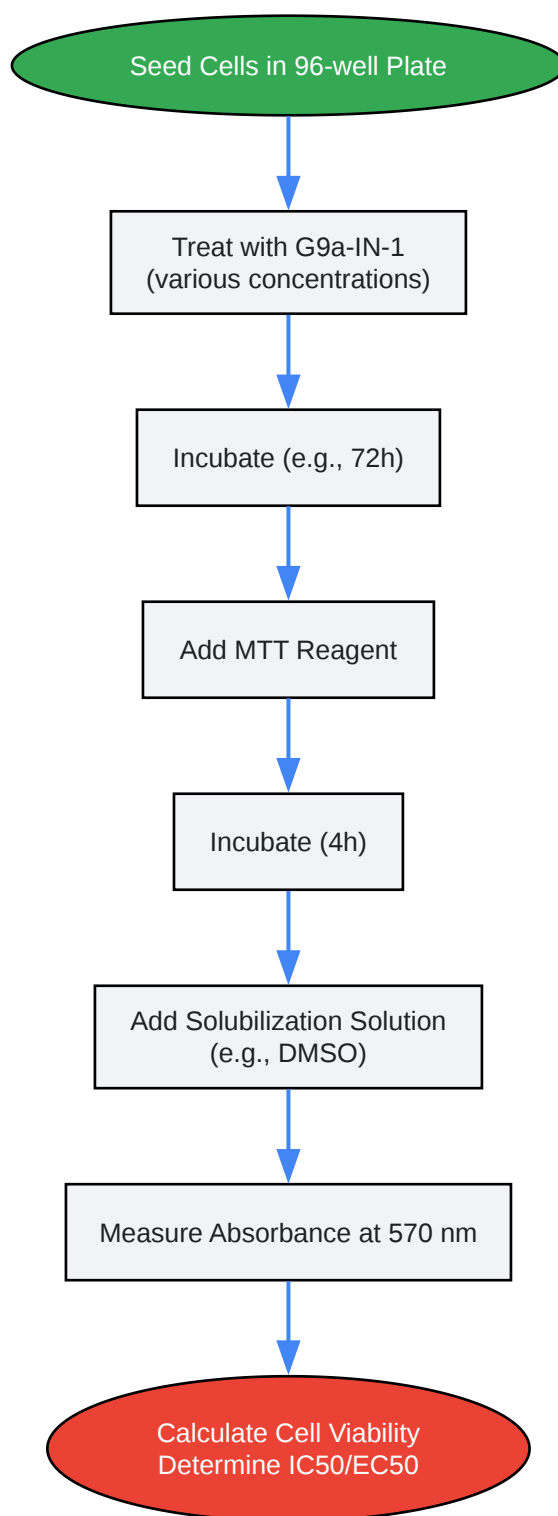 Seed Cells in 96-well Plate
Treat with G9a-IN-1
(various concentrations)
Incubate (e.g., 72h)
Add MTT Reagent
Incubate (4h)
Add Solubilization Solution
(e.g., DMSO)
Measure Absorbance at 570 nm
Calculate Cell Viability
Determine IC50/EC50